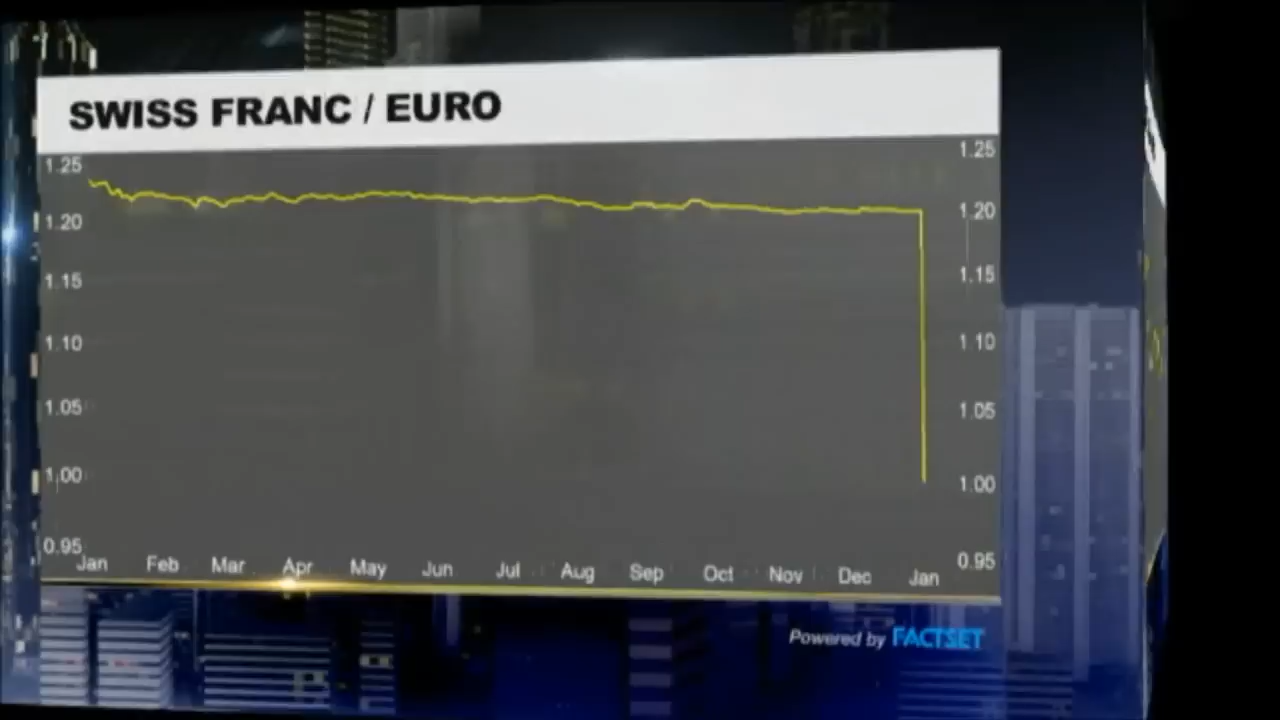 SWISS FRANC / EURO
1.25 1.25
1.20 1.20
1.15 1.15
1.10 1.10
1.05 1.05
1.00 1.00
0.95 0.95
Jan Feb Mar Apr May Jun Jul Aug Sep Oct Nov Dec Jan
Powered by FACTSET